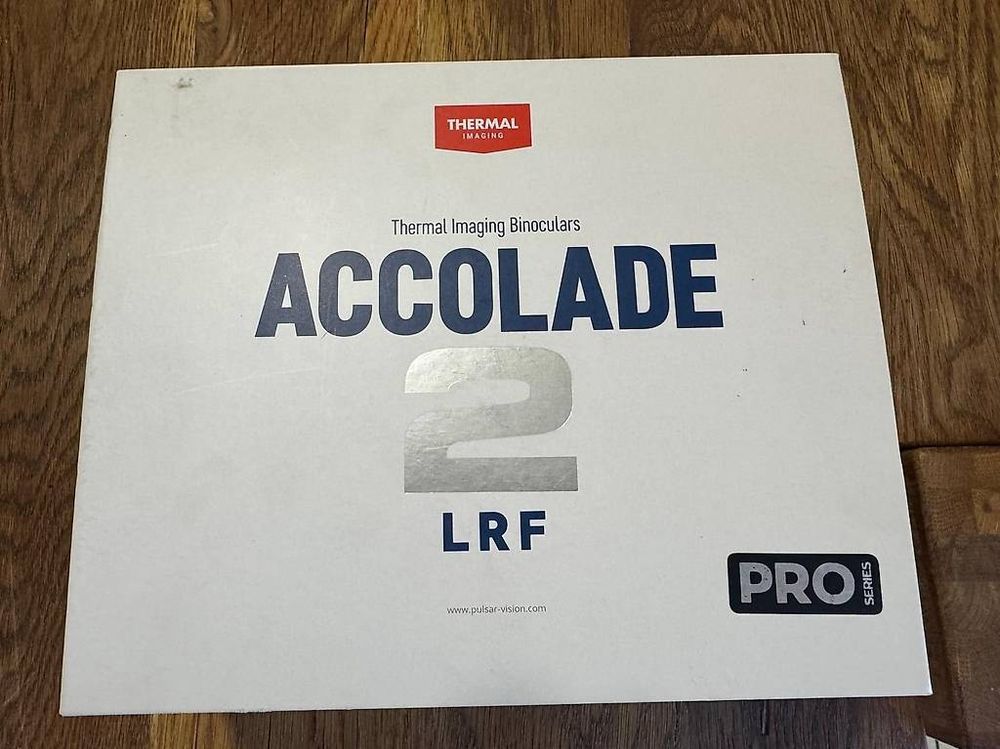 THERMAL
IMAGING
Thermal Imaging Binoculars
ACCOLADE
2
LRF
PRO SERIES
www.pulsar-vision.com